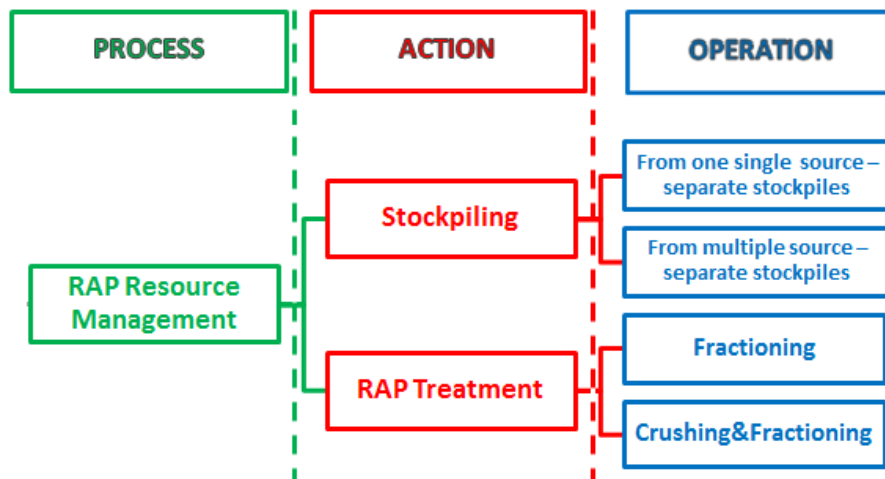 PROCESS
ACTION
OPERATION
From one single source –
separate stockpiles
Stockpiling
From multiple source –
separate stockpiles
RAP Resource
Management
Fractioning
RAP Treatment
Crushing&Fractioning